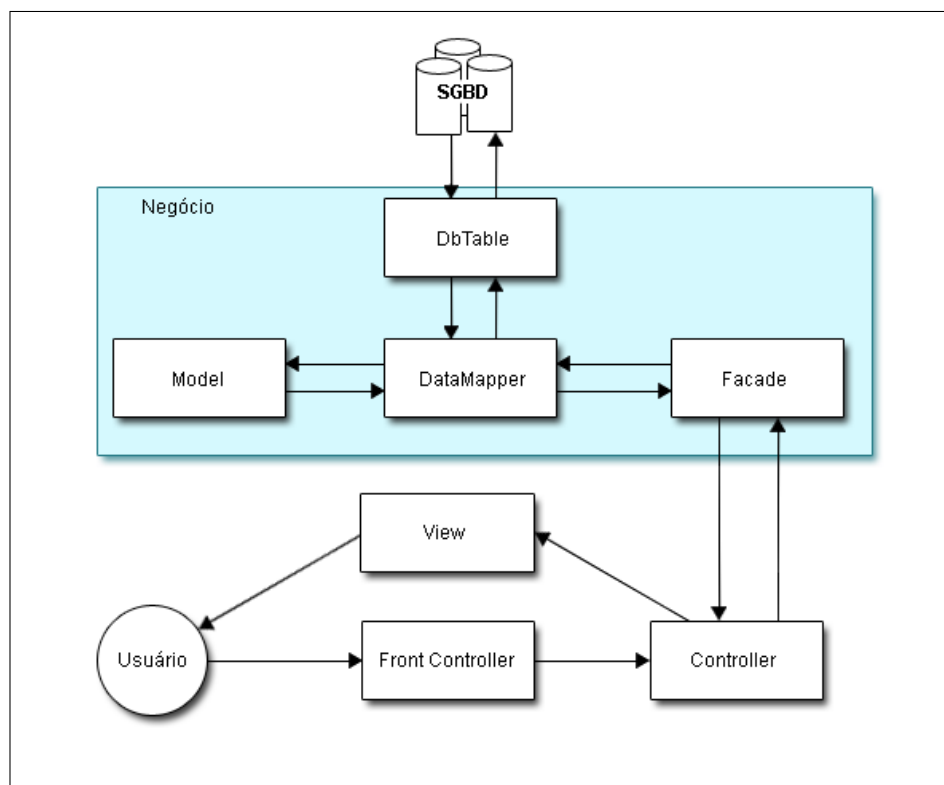 SGBD
Negócio
DbTable
Model
DataMapper
Facade
View
Usuário
Front Controller
Controller